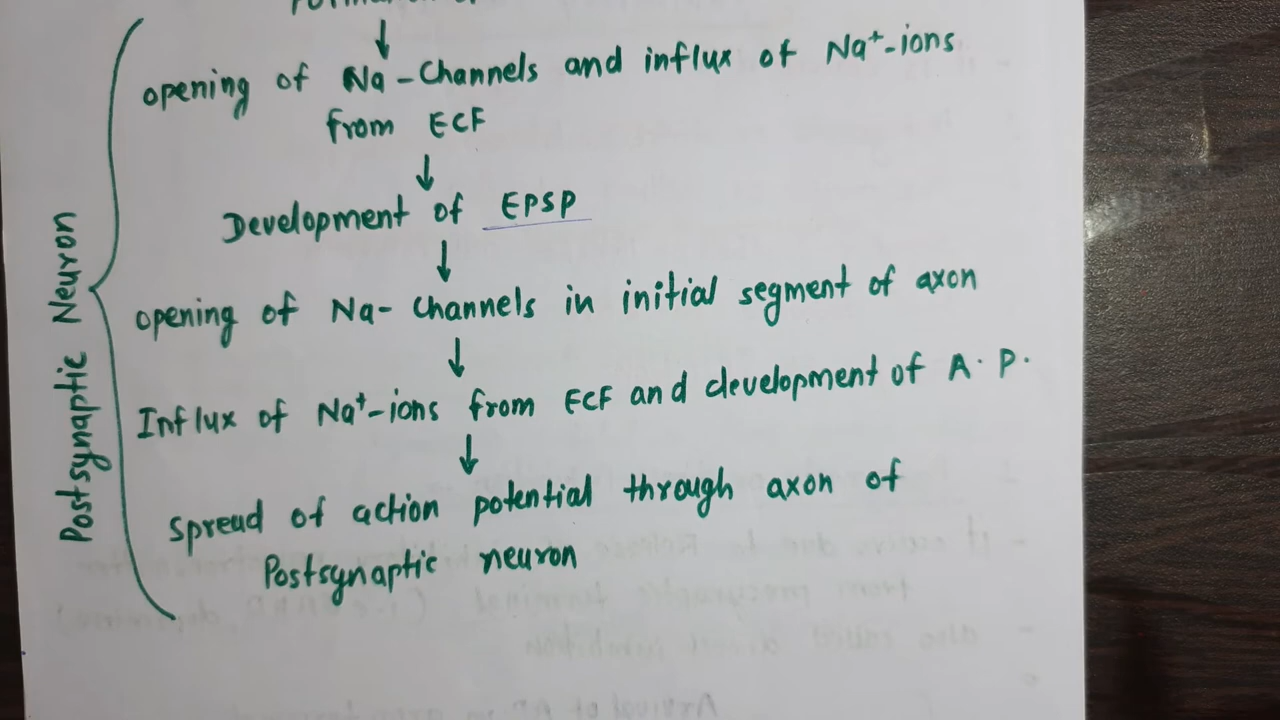 ↓
opening of Na-Channels and influx of Na⁺-ions
from ECF
↓
Development of EPSP
↓
opening of Na- Channels in initial segment of axon
↓
Influx of Na⁺-ions from ECF and development of A.P.
↓
spread of action potential through axon of
Postsynaptic neuron
Postsynaptic Neuron